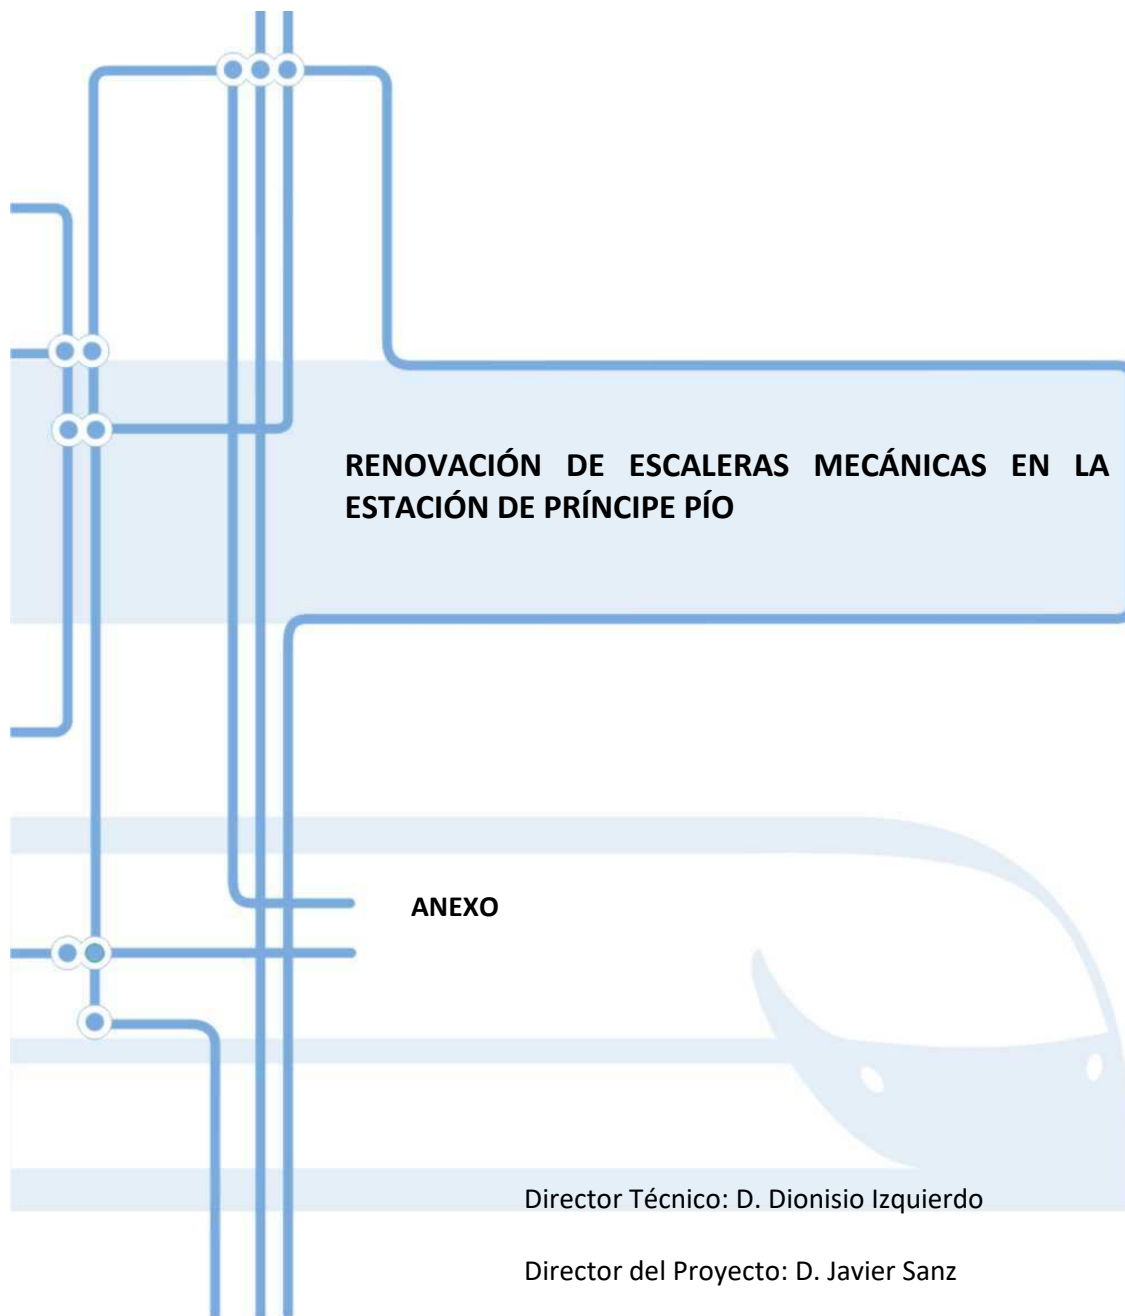 RENOVACIÓN DE ESCALERAS MECÁNICAS EN LA
ESTACIÓN DE PRÍNCIPE PÍO
ANEXO
Director Técnico: D. Dionisio Izquierdo
Director del Proyecto: D. Javier Sanz